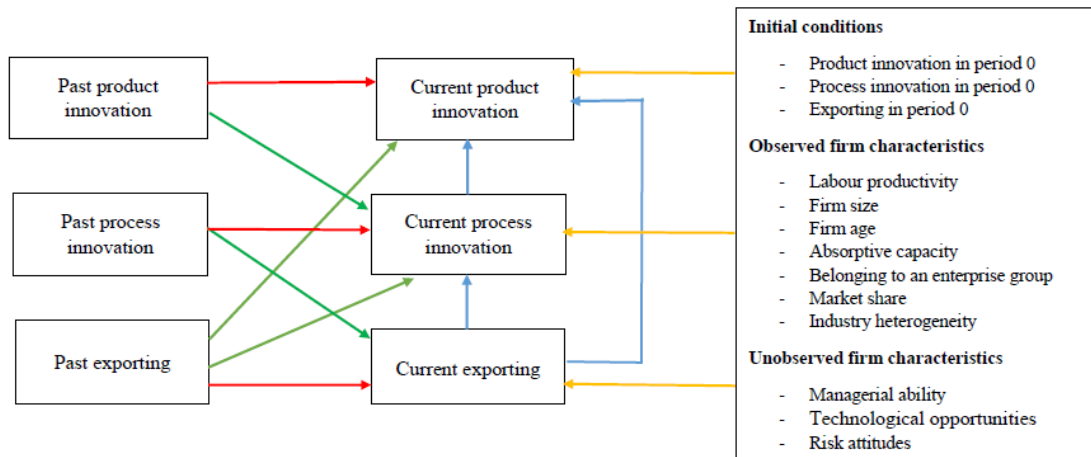 Past product
innovation
Past process
innovation
Past exporting
Current product
innovation
Current process
innovation
Current exporting
Initial conditions
- Product innovation in period 0
- Process innovation in period 0
- Exporting in period 0
Observed firm characteristics
- Labour productivity
- Firm size
- Firm age
- Absorptive capacity
- Belonging to an enterprise group
- Market share
- Industry heterogeneity
Unobserved firm characteristics
- Managerial ability
- Technological opportunities
- Risk attitudes